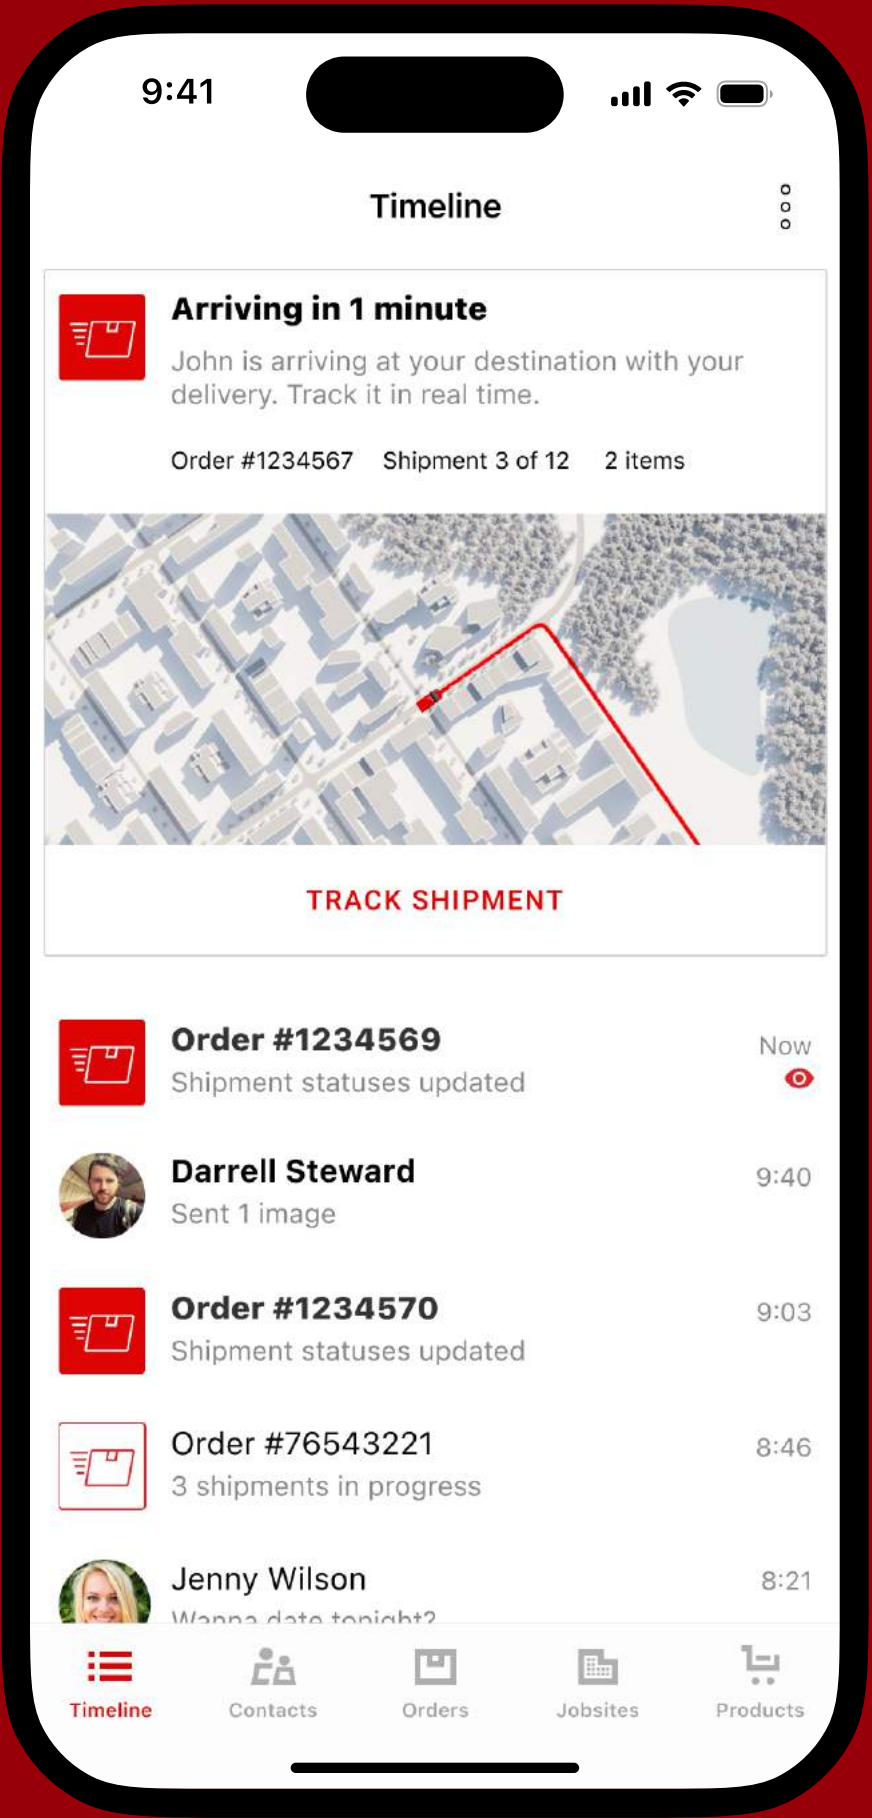 9:41
Timeline
Arriving in 1 minute
John is arriving at your destination with your
delivery. Track it in real time.
Order #1234567 Shipment 3 of 12 2 items
TRACK SHIPMENT
Order #1234569 Now
Shipment statuses updated
Darrell Steward 9:40
Sent 1 image
Order #1234570 9:03
Shipment statuses updated
Order #76543221 8:46
3 shipments in progress
Jenny Wilson 8:21
Wanna date tonight?
Timeline Contacts Orders Jobsites Products